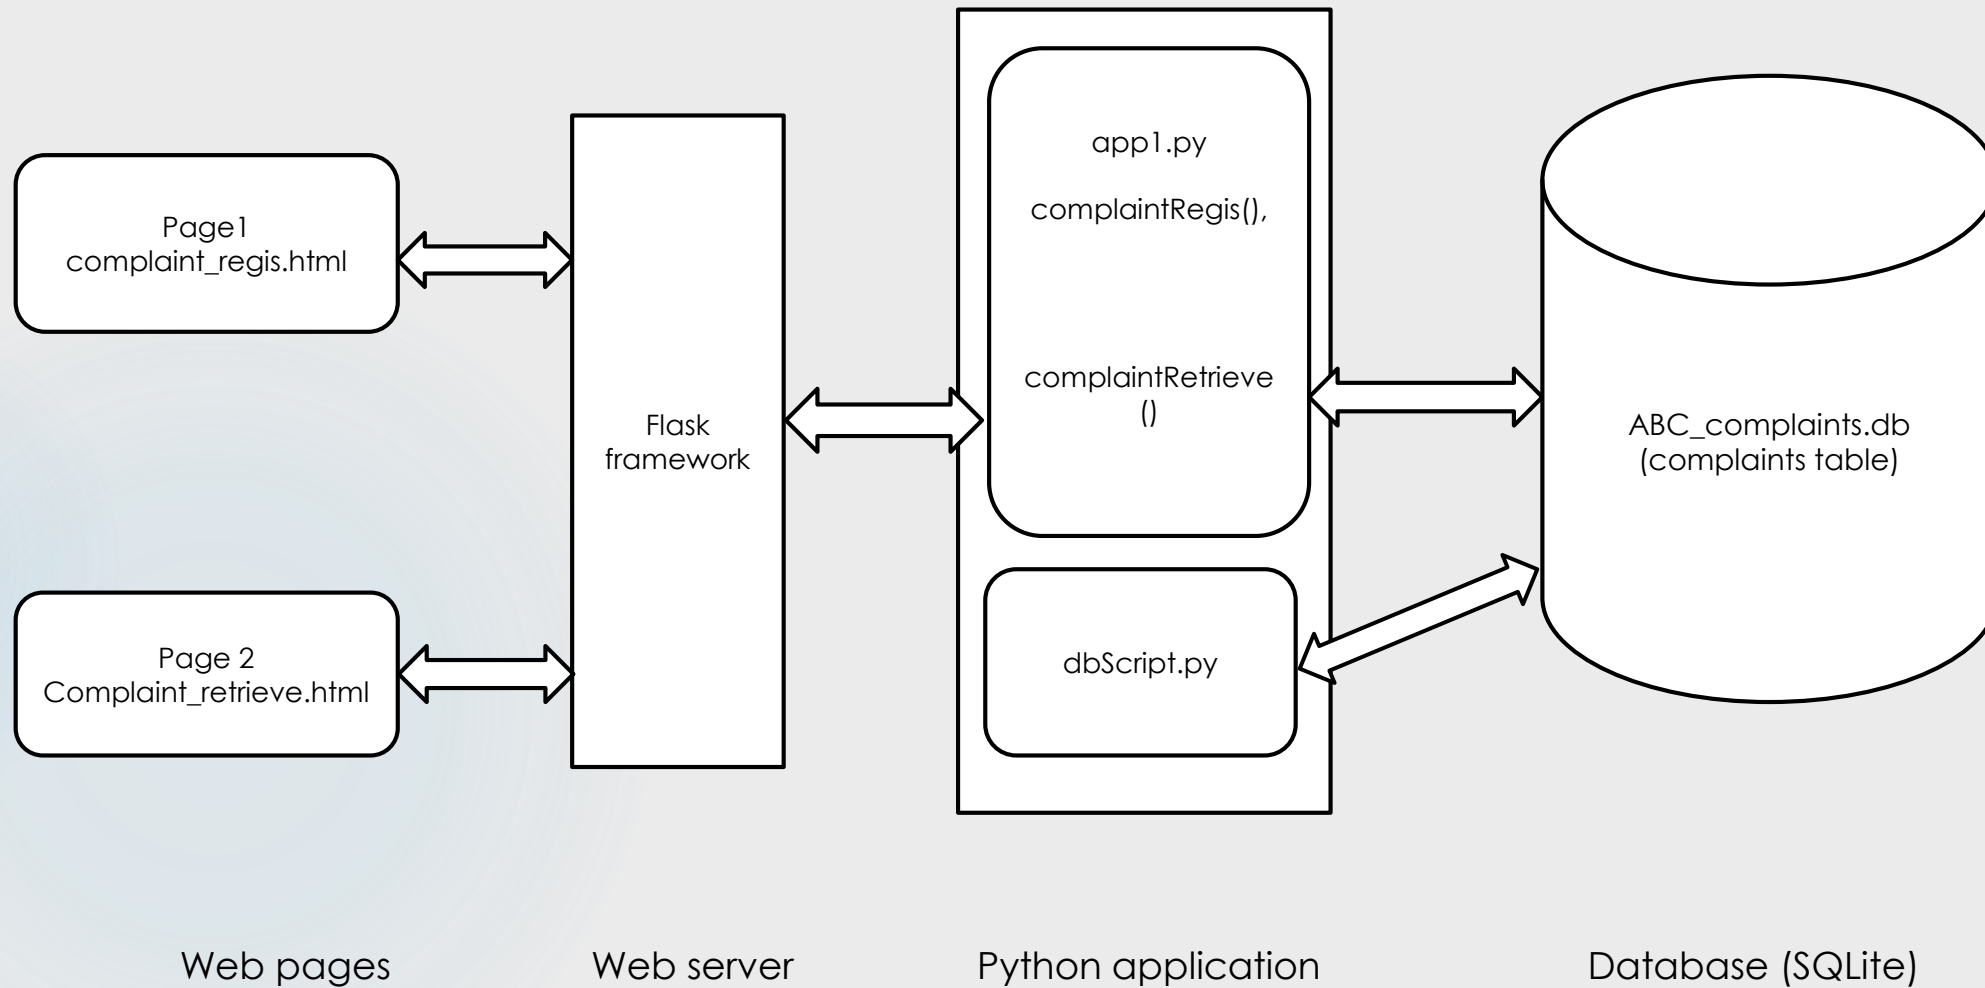 Page1
complaint_regis.html
Page 2
Complaint_retrieve.html
Flask
framework
app1.py
complaintRegis(),
complaintRetrieve
()
dbScript.py
ABC_complaints.db
(complaints table)
Web pages
Web server
Python application
Database (SQLite)